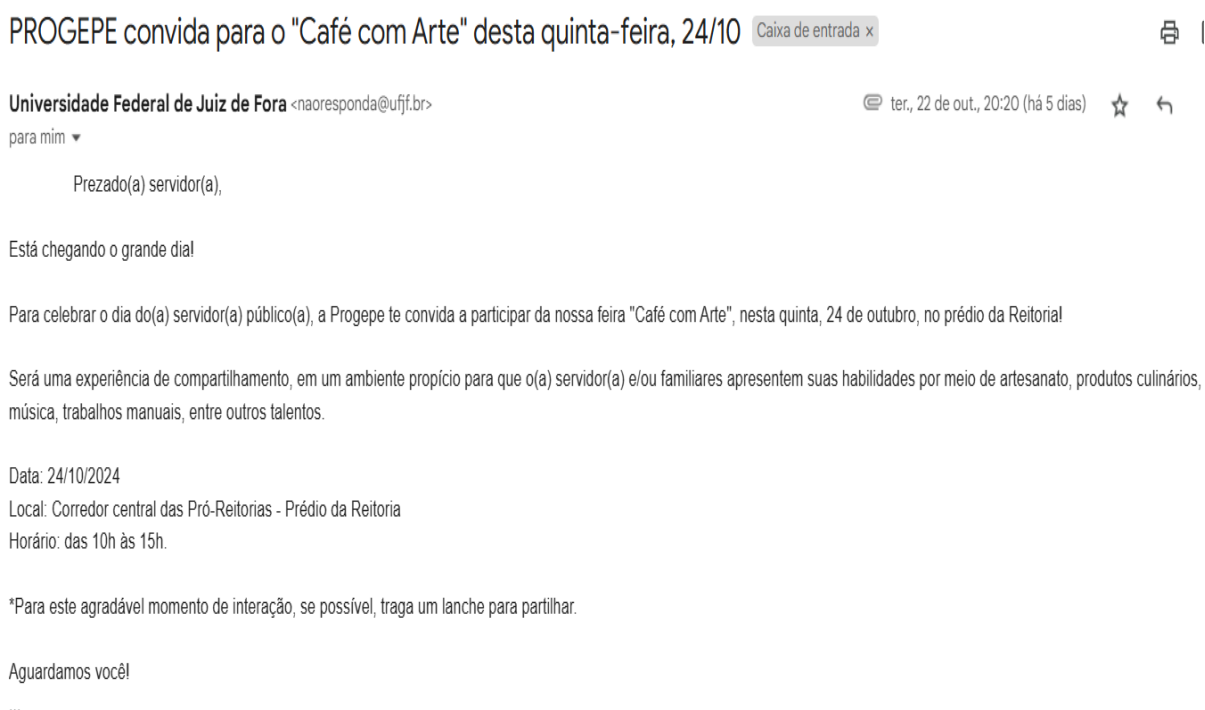 PROGEPE convida para o "Café com Arte" desta quinta-feira, 24/10 Caixa de entrada x
Universidade Federal de Juiz de Fora <naoresponda@ufjf.br> ter., 22 de out., 20:20 (há 5 dias)
para mim
Prezado(a) servidor(a),
Está chegando o grande dia!
Para celebrar o dia do(a) servidor(a) público(a), a Progepe te convida a participar da nossa feira "Café com Arte", nesta quinta, 24 de outubro, no prédio da Reitoria!
Será uma experiência de compartilhamento, em um ambiente propício para que o(a) servidor(a) e/ou familiares apresentem suas habilidades por meio de artesanato, produtos culinários,
música, trabalhos manuais, entre outros talentos.
Data: 24/10/2024
Local: Corredor central das Pró-Reitorias - Prédio da Reitoria
Horário: das 10h às 15h.
*Para este agradável momento de interação, se possível, traga um lanche para partilhar.
Aguardamos você!
...